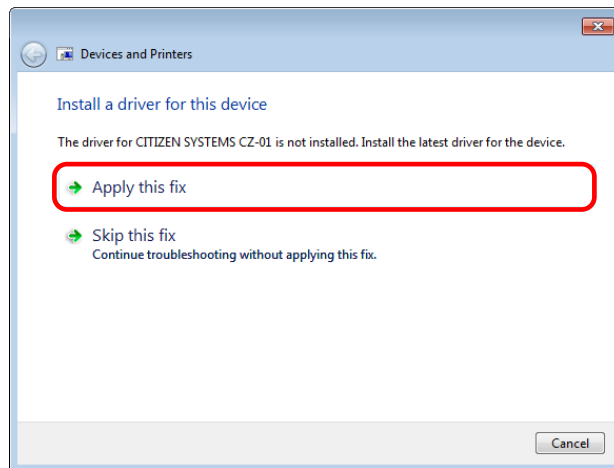 Devices and Printers
Install a driver for this device
The driver for CITIZEN SYSTEMS CZ-01 is not installed. Install the latest driver for the device.
Apply this fix
Skip this fix
Continue troubleshooting without applying this fix.
Cancel